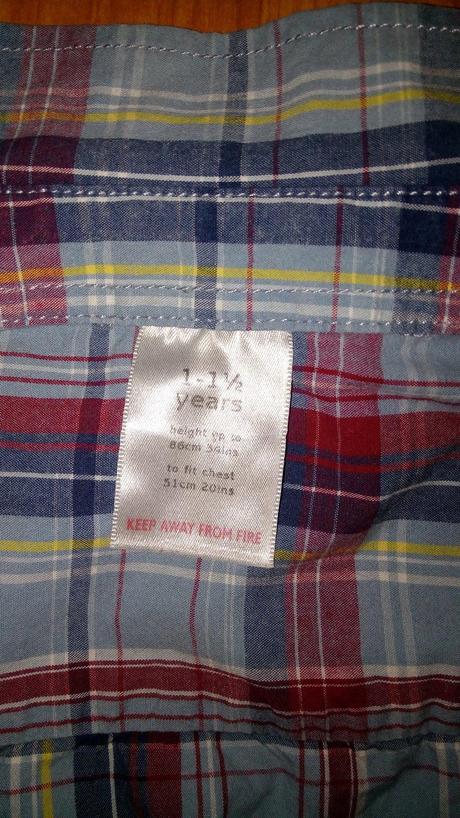 1-1½
years
height up to
86cm 34ins
to fit chest
51cm 20ins
KEEP AWAY FROM FIRE